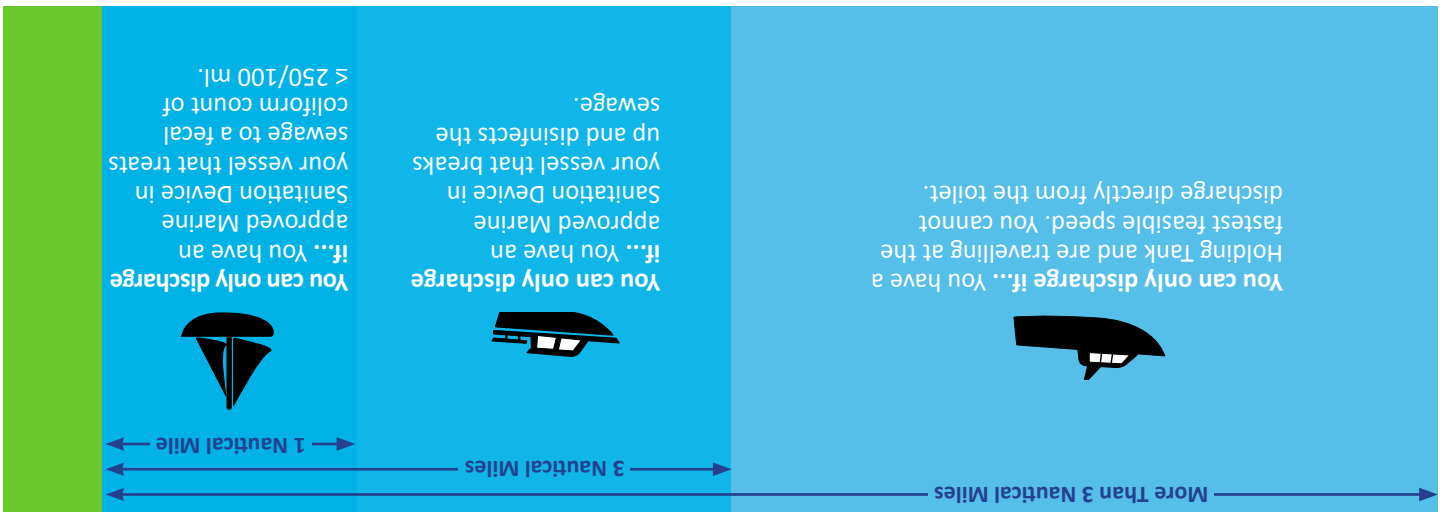 More Than 3 Nautical Miles
3 Nautical Miles
1 Nautical Mile
You can only discharge if... You have a
Holding Tank and are travelling at the
fastest feasible speed. You cannot
discharge directly from the toilet.
You can only discharge
if... You have an
approved Marine
Sanitation Device in
your vessel that breaks
up and disinfects the
sewage.
You can only discharge
if... You have an
approved Marine
Sanitation Device in
your vessel that treats
sewage to a fecal
coliform count of
≤ 250/100 ml.